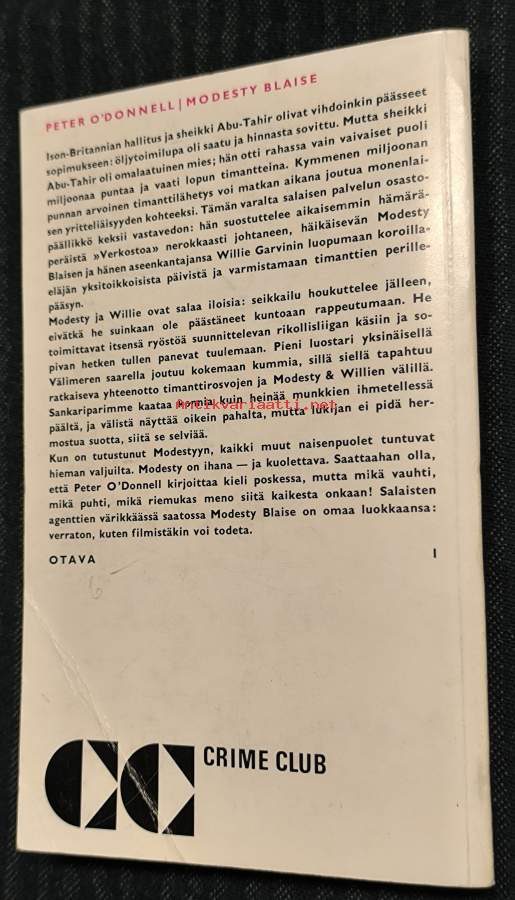 PETER O'DONNELL | MODESTY BLAISE
Ison-Britannian hallitus ja sheikki Abu-Tahir olivat vihdoinkin päässeet
sopimukseen: öljytoimilupa oli saatu ja hinnasta sovittu. Mutta sheikki
Abu-Tahir oli omalaatuinen mies; hän otti rahassa vain vaivaiset puoli
miljoonaa puntaa ja vaati lopun timantteina. Kymmenen miljoonan
punnan arvoinen timanttilähetys voi matkan aikana joutua monenlai-
sen yritteliäisyyden kohteeksi. Tämän varalta salaisen palvelun osasto-
päällikkö keksii vastavedon: hän suostuttelee aikaisemmin hämärä-
peräistä »Verkostoa» nerokkaasti johtaneen, häikäisevän Modesty
Blaisen ja hänen aseenkantajansa Willie Garvinin luopumaan koroilla-
eläjän yksitoikkoisista päivistä ja varmistamaan timanttien perille-
pääsyn.
Modesty ja Willie ovat salaa iloisia: seikkailu houkuttelee jälleen,
eivätkä he suinkaan ole päästäneet kuntoaan rappeutumaan. He
toimittavat itsensä ryöstöä suunnittelevan rikollisliigan käsiin ja so-
pivan hetken tullen panevat tuulemaan. Pieni luostari yksinäisellä
Välimeren saarella joutuu kokemaan kummia, sillä siellä tapahtuu
ratkaiseva yhteenotto timanttirosvojen ja Modesty & Willien välillä.
Sankariparimme kaataa konnia kuin heinää munkkien ihmetellessä
päältä, ja välistä näyttää oikein pahalta, mutta lukijan ei pidä her-
mostua suotta, siitä se selviää.
Kun on tutustunut Modestyyn, kaikki muut naisenpuolet tuntuvat
hieman valjuilta. Modesty on ihana — ja kuolettava. Saattaahan olla,
että Peter O'Donnell kirjoittaa kieli poskessa, mutta mikä vauhti,
mikä puhti, mikä riemukas meno siitä kaikesta onkaan! Salaisten
agenttien värikkäässä saatossa Modesty Blaise on omaa luokkaansa:
verraton, kuten filmistäkin voi todeta.
OTAVA 1
Antikvariaatti.net
CRIME CLUB